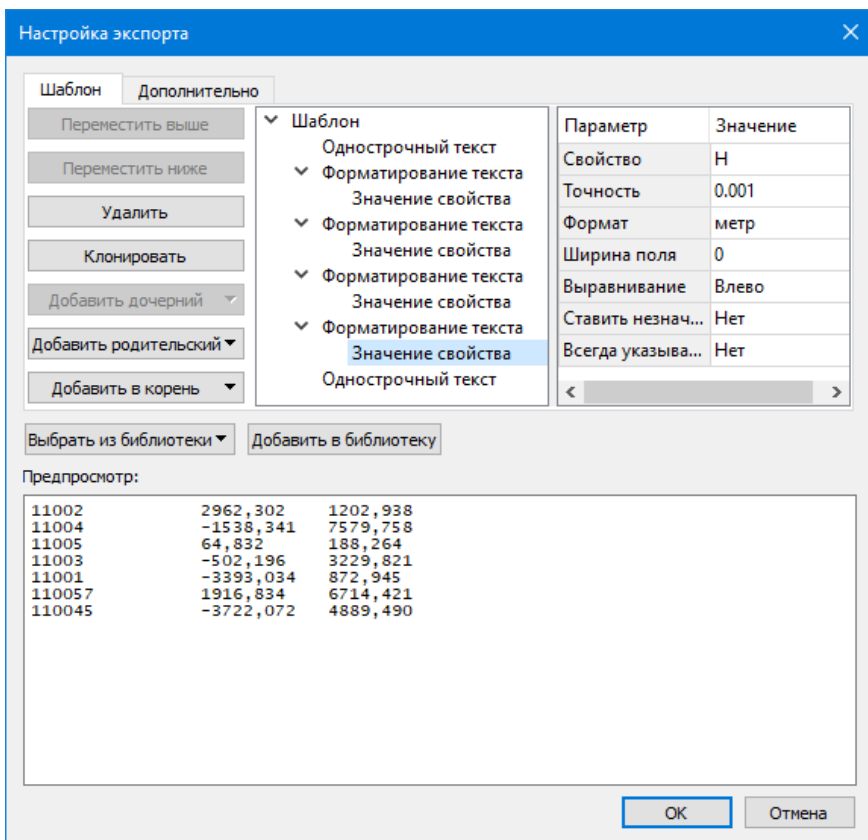 Настройка экспорта
Шаблон Дополнительно
Переместить выше
Переместить ниже
Удалить
Клонировать
Добавить дочерний
Добавить родительский
Добавить в корень
Шаблон
Однострочный текст
Форматирование текста
Значение свойства
Форматирование текста
Значение свойства
Форматирование текста
Значение свойства
Форматирование текста
Значение свойства
Однострочный текст
Параметр Значение
Свойство H
Точность 0.001
Формат метр
Ширина поля 0
Выравнивание Влево
Ставить незнач... Нет
Всегда указыва... Нет
Выбрать из библиотеки Добавить в библиотеку
Предпросмотр:
11002 2962,302 1202,938
11004 -1538,341 7579,758
11005 64,832 188,264
11003 -502,196 3229,821
11001 -3393,034 872,945
110057 1916,834 6714,421
110045 -3722,072 4889,490
OK Отмена